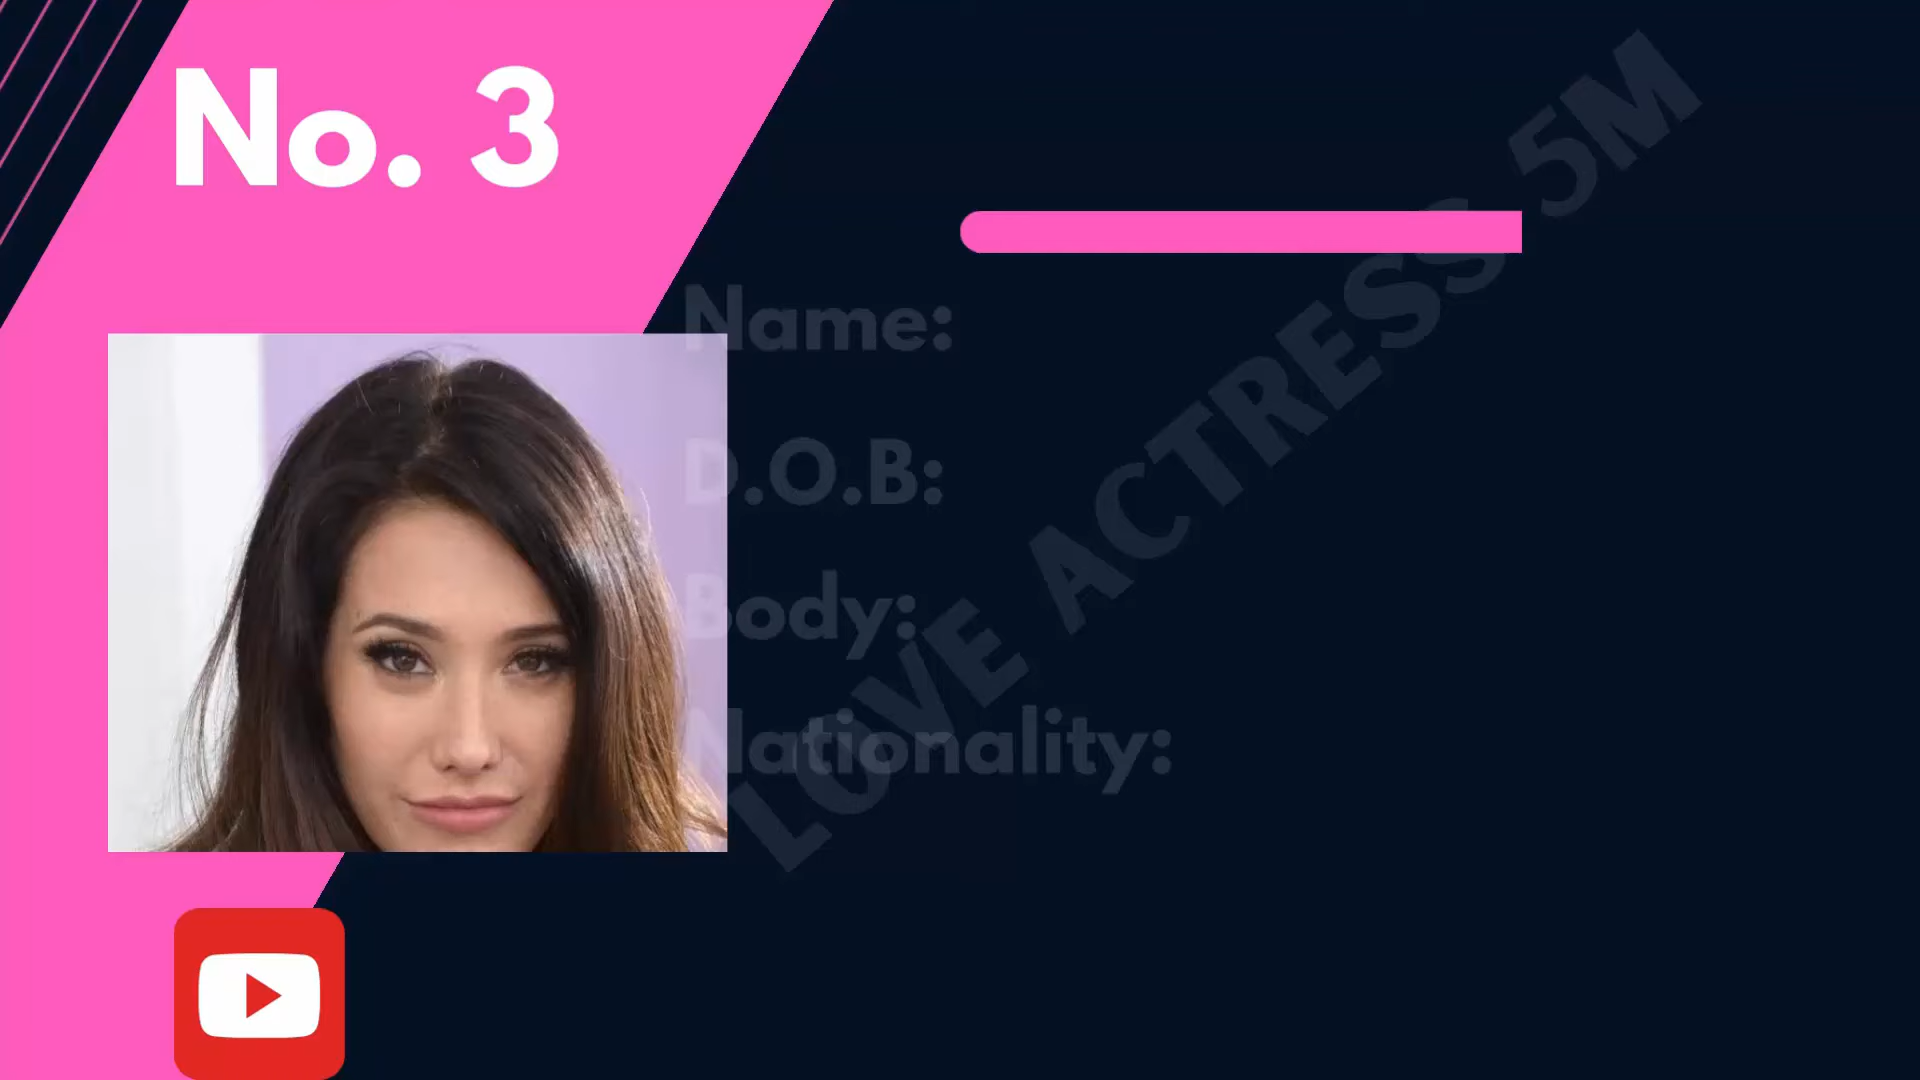 No. 3
Name:
D.O.B:
Body:
Nationality:
LOVE ACTRESS 5M